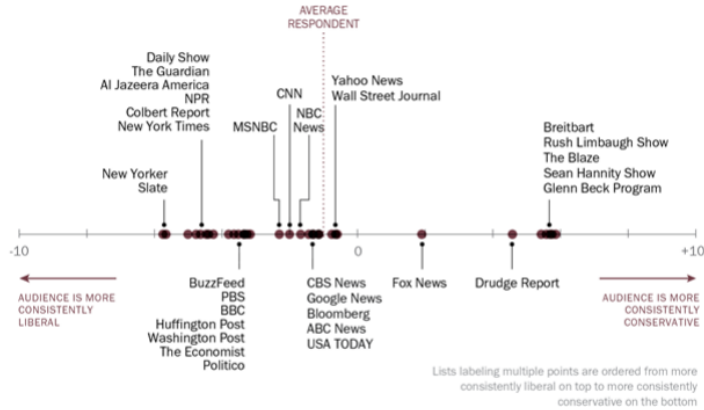 AVERAGE
RESPONDENT
Daily Show
The Guardian
Al Jazeera America
NPR
Colbert Report
New York Times
CNN
Yahoo News
Wall Street Journal
MSNBC
NBC
News
Breitbart
Rush Limbaugh Show
The Blaze
Sean Hannity Show
Glenn Beck Program
New Yorker
Slate
-10
0
+10
AUDIENCE IS MORE
CONSISTENTLY
LIBERAL
BuzzFeed
PBS
BBC
Huffington Post
Washington Post
The Economist
Politico
CBS News
Google News
Bloomberg
ABC News
USA TODAY
Fox News
Drudge Report
AUDIENCE IS MORE
CONSISTENTLY
CONSERVATIVE
Lists labeling multiple points are ordered from more
consistently liberal on top to more consistently
conservative on the bottom